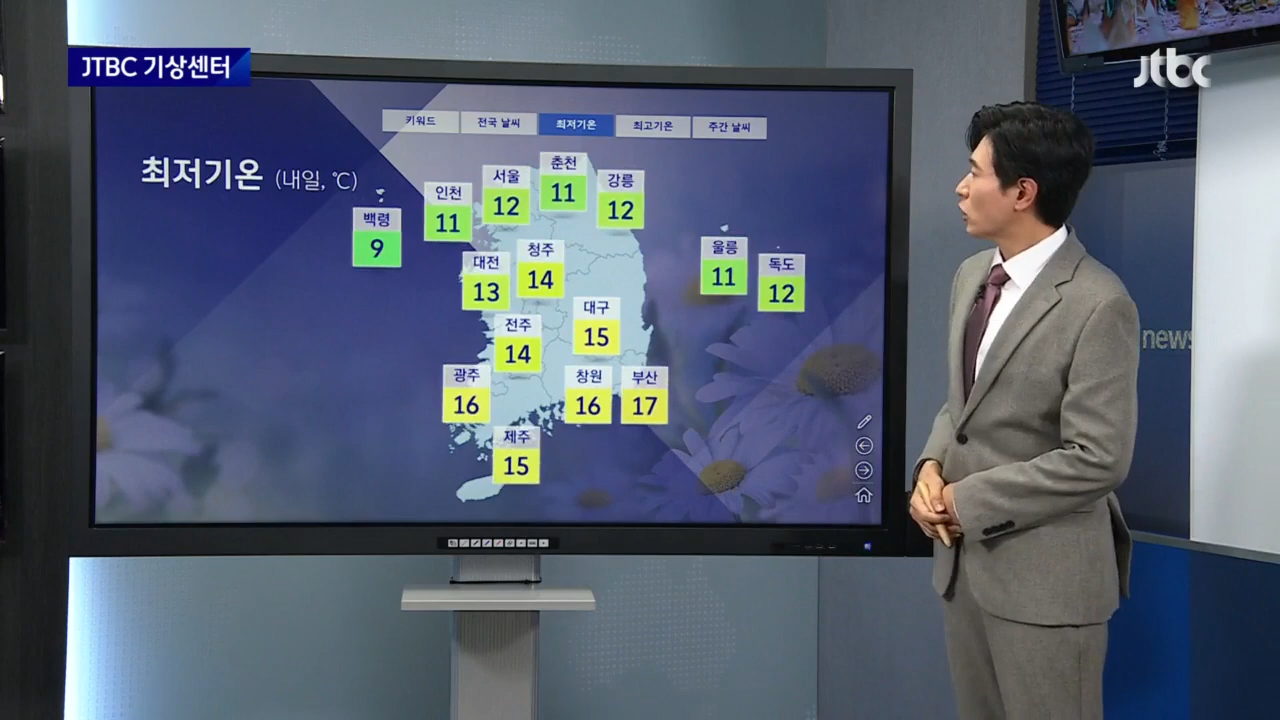 JTBC 기상센터
jtbc
키워드
전국 날씨
최저기온
최고기온
주간 날씨
최저기온 (내일, ℃)
백령
9
인천
11
서울
12
춘천
11
강릉
12
울릉
11
독도
12
대전
13
청주
14
전주
14
대구
15
광주
16
창원
16
부산
17
제주
15
news